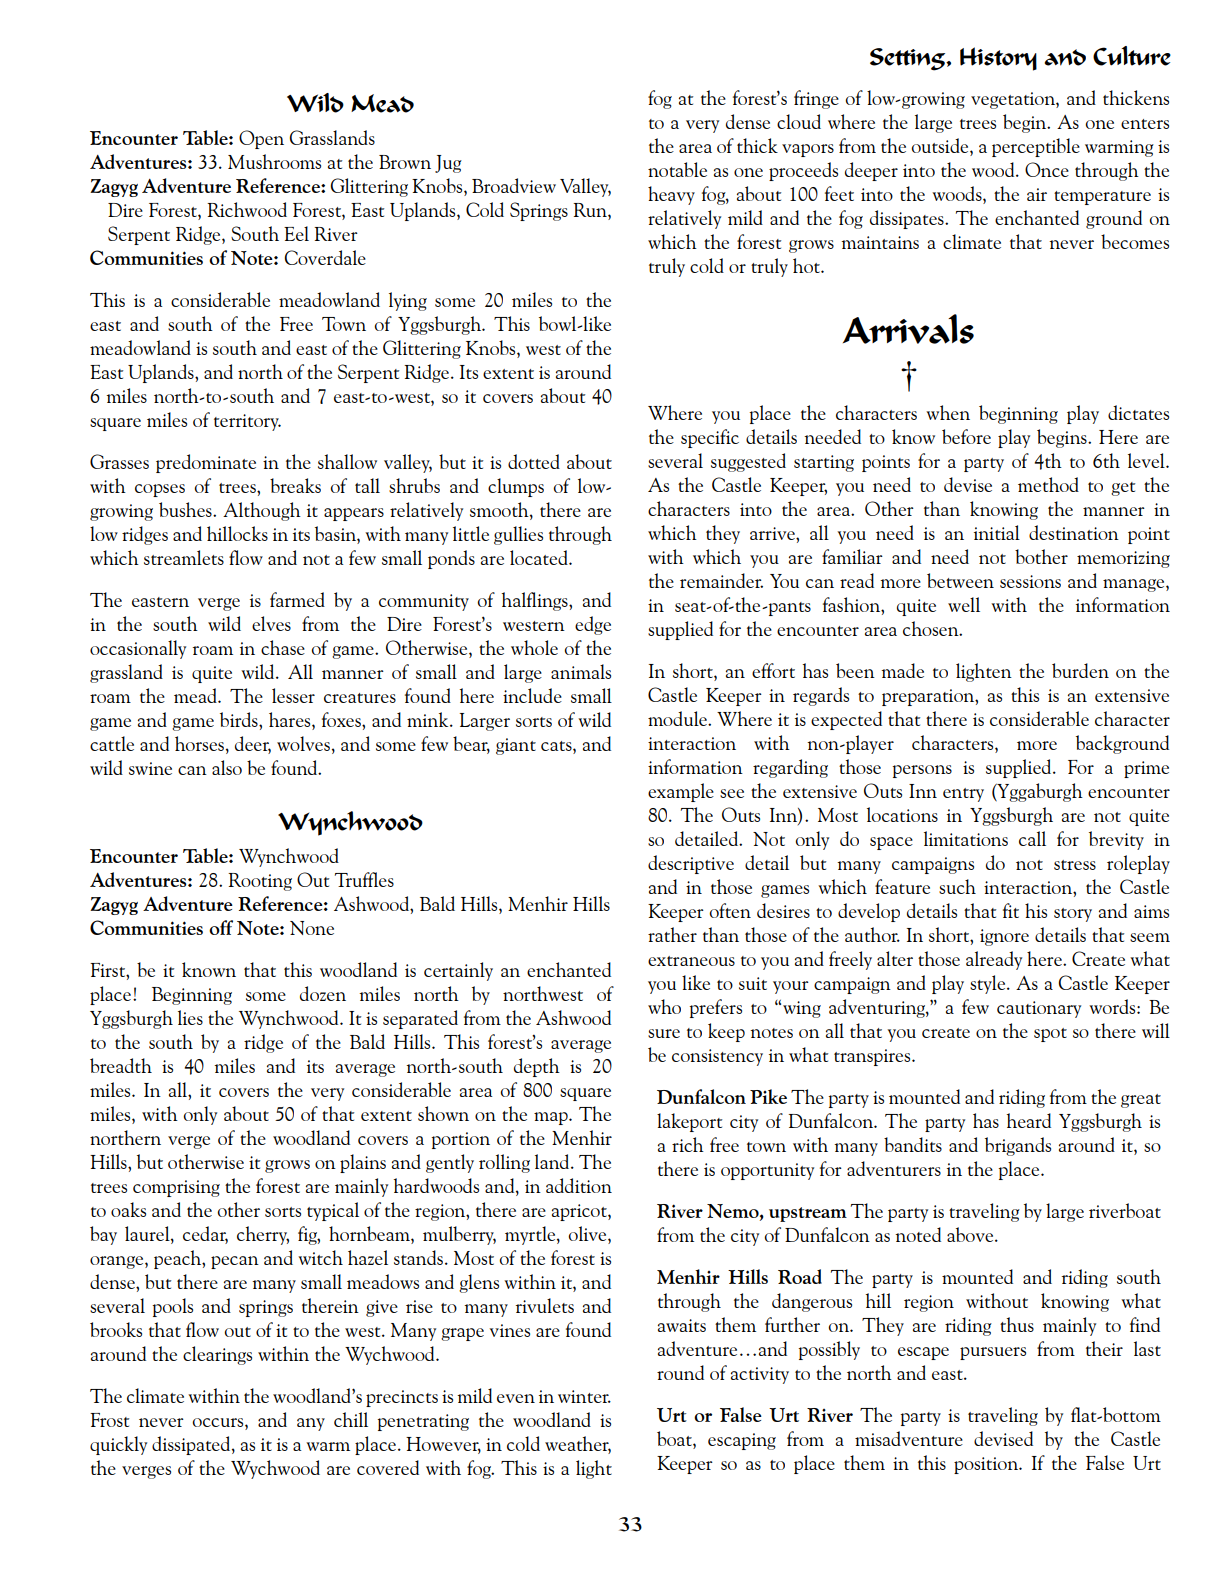 Setting, History and Culture
Wild Mead
Encounter Table: Open Grasslands
Adventures: 33. Mushrooms at the Brown Jug
Zagyg Adventure Reference: Glittering Knobs, Broadview Valley,
Dire Forest, Richwood Forest, East Uplands, Cold Springs Run,
Serpent Ridge, South Eel River
Communities of Note: Coverdale
This is a considerable meadowland lying some 20 miles to the
east and south of the Free Town of Yggsburgh. This bowl-like
meadowland is south and east of the Glittering Knobs, west of the
East Uplands, and north of the Serpent Ridge. Its extent is around
6 miles north-to-south and 7 east-to-west, so it covers about 40
square miles of territory.
Grasses predominate in the shallow valley, but it is dotted about
with copses of trees, breaks of tall shrubs and clumps of low-
growing bushes. Although it appears relatively smooth, there are
low ridges and hillocks in its basin, with many little gullies through
which streamlets flow and not a few small ponds are located.
The eastern verge is farmed by a community of halflings, and
in the south wild elves from the Dire Forest's western edge
occasionally roam in chase of game. Otherwise, the whole of the
grassland is quite wild. All manner of small and large animals
roam the mead. The lesser creatures found here include small
game and game birds, hares, foxes, and mink. Larger sorts of wild
cattle and horses, deer, wolves, and some few bear, giant cats, and
wild swine can also be found.
Wynchwood
Encounter Table: Wynchwood
Adventures: 28. Rooting Out Truffles
Zagyg Adventure Reference: Ashwood, Bald Hills, Menhir Hills
Communities off Note: None
First, be it known that this woodland is certainly an enchanted
place! Beginning some dozen miles north by northwest of
Yggsburgh lies the Wynchwood. It is separated from the Ashwood
to the south by a ridge of the Bald Hills. This forest's average
breadth is 40 miles and its average north-south depth is 20
miles. In all, it covers the very considerable area of 800 square
miles, with only about 50 of that extent shown on the map. The
northern verge of the woodland covers a portion of the Menhir
Hills, but otherwise it grows on plains and gently rolling land. The
trees comprising the forest are mainly hardwoods and, in addition
to oaks and the other sorts typical of the region, there are apricot,
bay laurel, cedar, cherry, fig, hornbeam, mulberry, myrtle, olive,
orange, peach, pecan and witch hazel stands. Most of the forest is
dense, but there are many small meadows and glens within it, and
several pools and springs therein give rise to many rivulets and
brooks that flow out of it to the west. Many grape vines are found
around the clearings within the Wychwood.
The climate within the woodland's precincts is mild even in winter.
Frost never occurs, and any chill penetrating the woodland is
quickly dissipated, as it is a warm place. However, in cold weather,
the verges of the Wychwood are covered with fog. This is a light
fog at the forest's fringe of low-growing vegetation, and thickens
to a very dense cloud where the large trees begin. As one enters
the area of thick vapors from the outside, a perceptible warming is
notable as one proceeds deeper into the wood. Once through the
heavy fog, about 100 feet into the woods, the air temperature is
relatively mild and the fog dissipates. The enchanted ground on
which the forest grows maintains a climate that never becomes
truly cold or truly hot.
Arrivals
†
Where you place the characters when beginning play dictates
the specific details needed to know before play begins. Here are
several suggested starting points for a party of 4th to 6th level.
As the Castle Keeper, you need to devise a method to get the
characters into the area. Other than knowing the manner in
which they arrive, all you need is an initial destination point
with which you are familiar and need not bother memorizing
the remainder. You can read more between sessions and manage,
in seat-of-the-pants fashion, quite well with the information
supplied for the encounter area chosen.
In short, an effort has been made to lighten the burden on the
Castle Keeper in regards to preparation, as this is an extensive
module. Where it is expected that there is considerable character
interaction with non-player characters, more background
information regarding those persons is supplied. For a prime
example see the extensive Outs Inn entry (Yggaburgh encounter
80. The Outs Inn). Most locations in Yggsburgh are not quite
so detailed. Not only do space limitations call for brevity in
descriptive detail but many campaigns do not stress roleplay
and in those games which feature such interaction, the Castle
Keeper often desires to develop details that fit his story and aims
rather than those of the author. In short, ignore details that seem
extraneous to you and freely alter those already here. Create what
you like to suit your campaign and play style. As a Castle Keeper
who prefers to “wing adventuring,” a few cautionary words: Be
sure to keep notes on all that you create on the spot so there will
be consistency in what transpires.
Dunfalcon Pike The party is mounted and riding from the great
lakeport city of Dunfalcon. The party has heard Yggsburgh is
a rich free town with many bandits and brigands around it, so
there is opportunity for adventurers in the place.
River Nemo, upstream The party is traveling by large riverboat
from the city of Dunfalcon as noted above.
Menhir Hills Road The party is mounted and riding south
through the dangerous hill region without knowing what
awaits them further on. They are riding thus mainly to find
adventure…and possibly to escape pursuers from their last
round of activity to the north and east.
Urt or False Urt River The party is traveling by flat-bottom
boat, escaping from a misadventure devised by the Castle
Keeper so as to place them in this position. If the False Urt
33